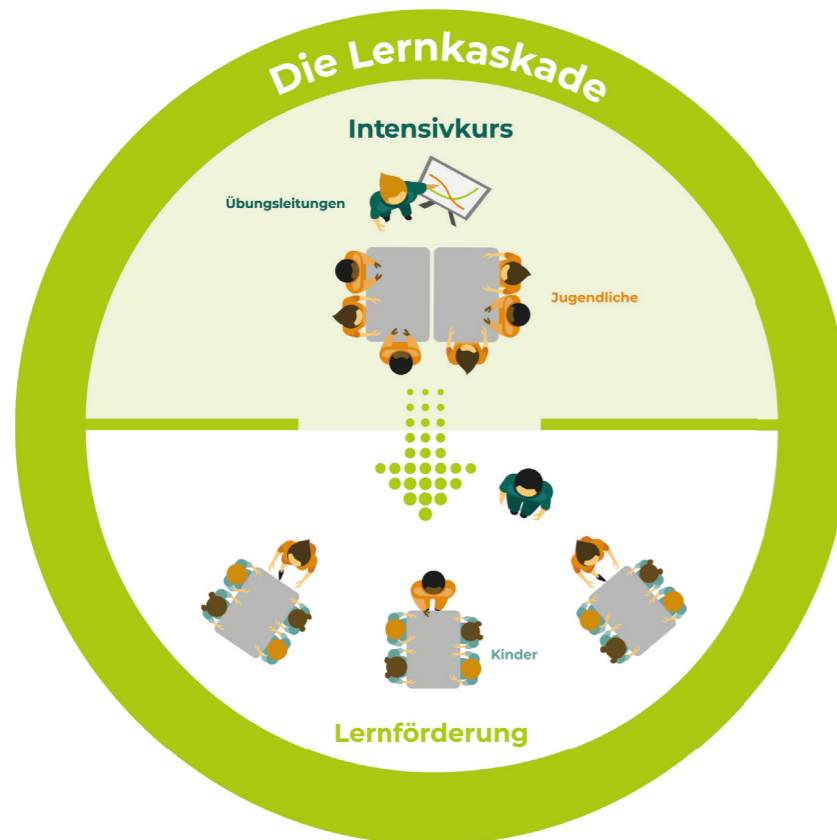 Die Lernkaskade
Intensivkurs
Übungsleitungen
Jugendliche
Kinder
Lernförderung